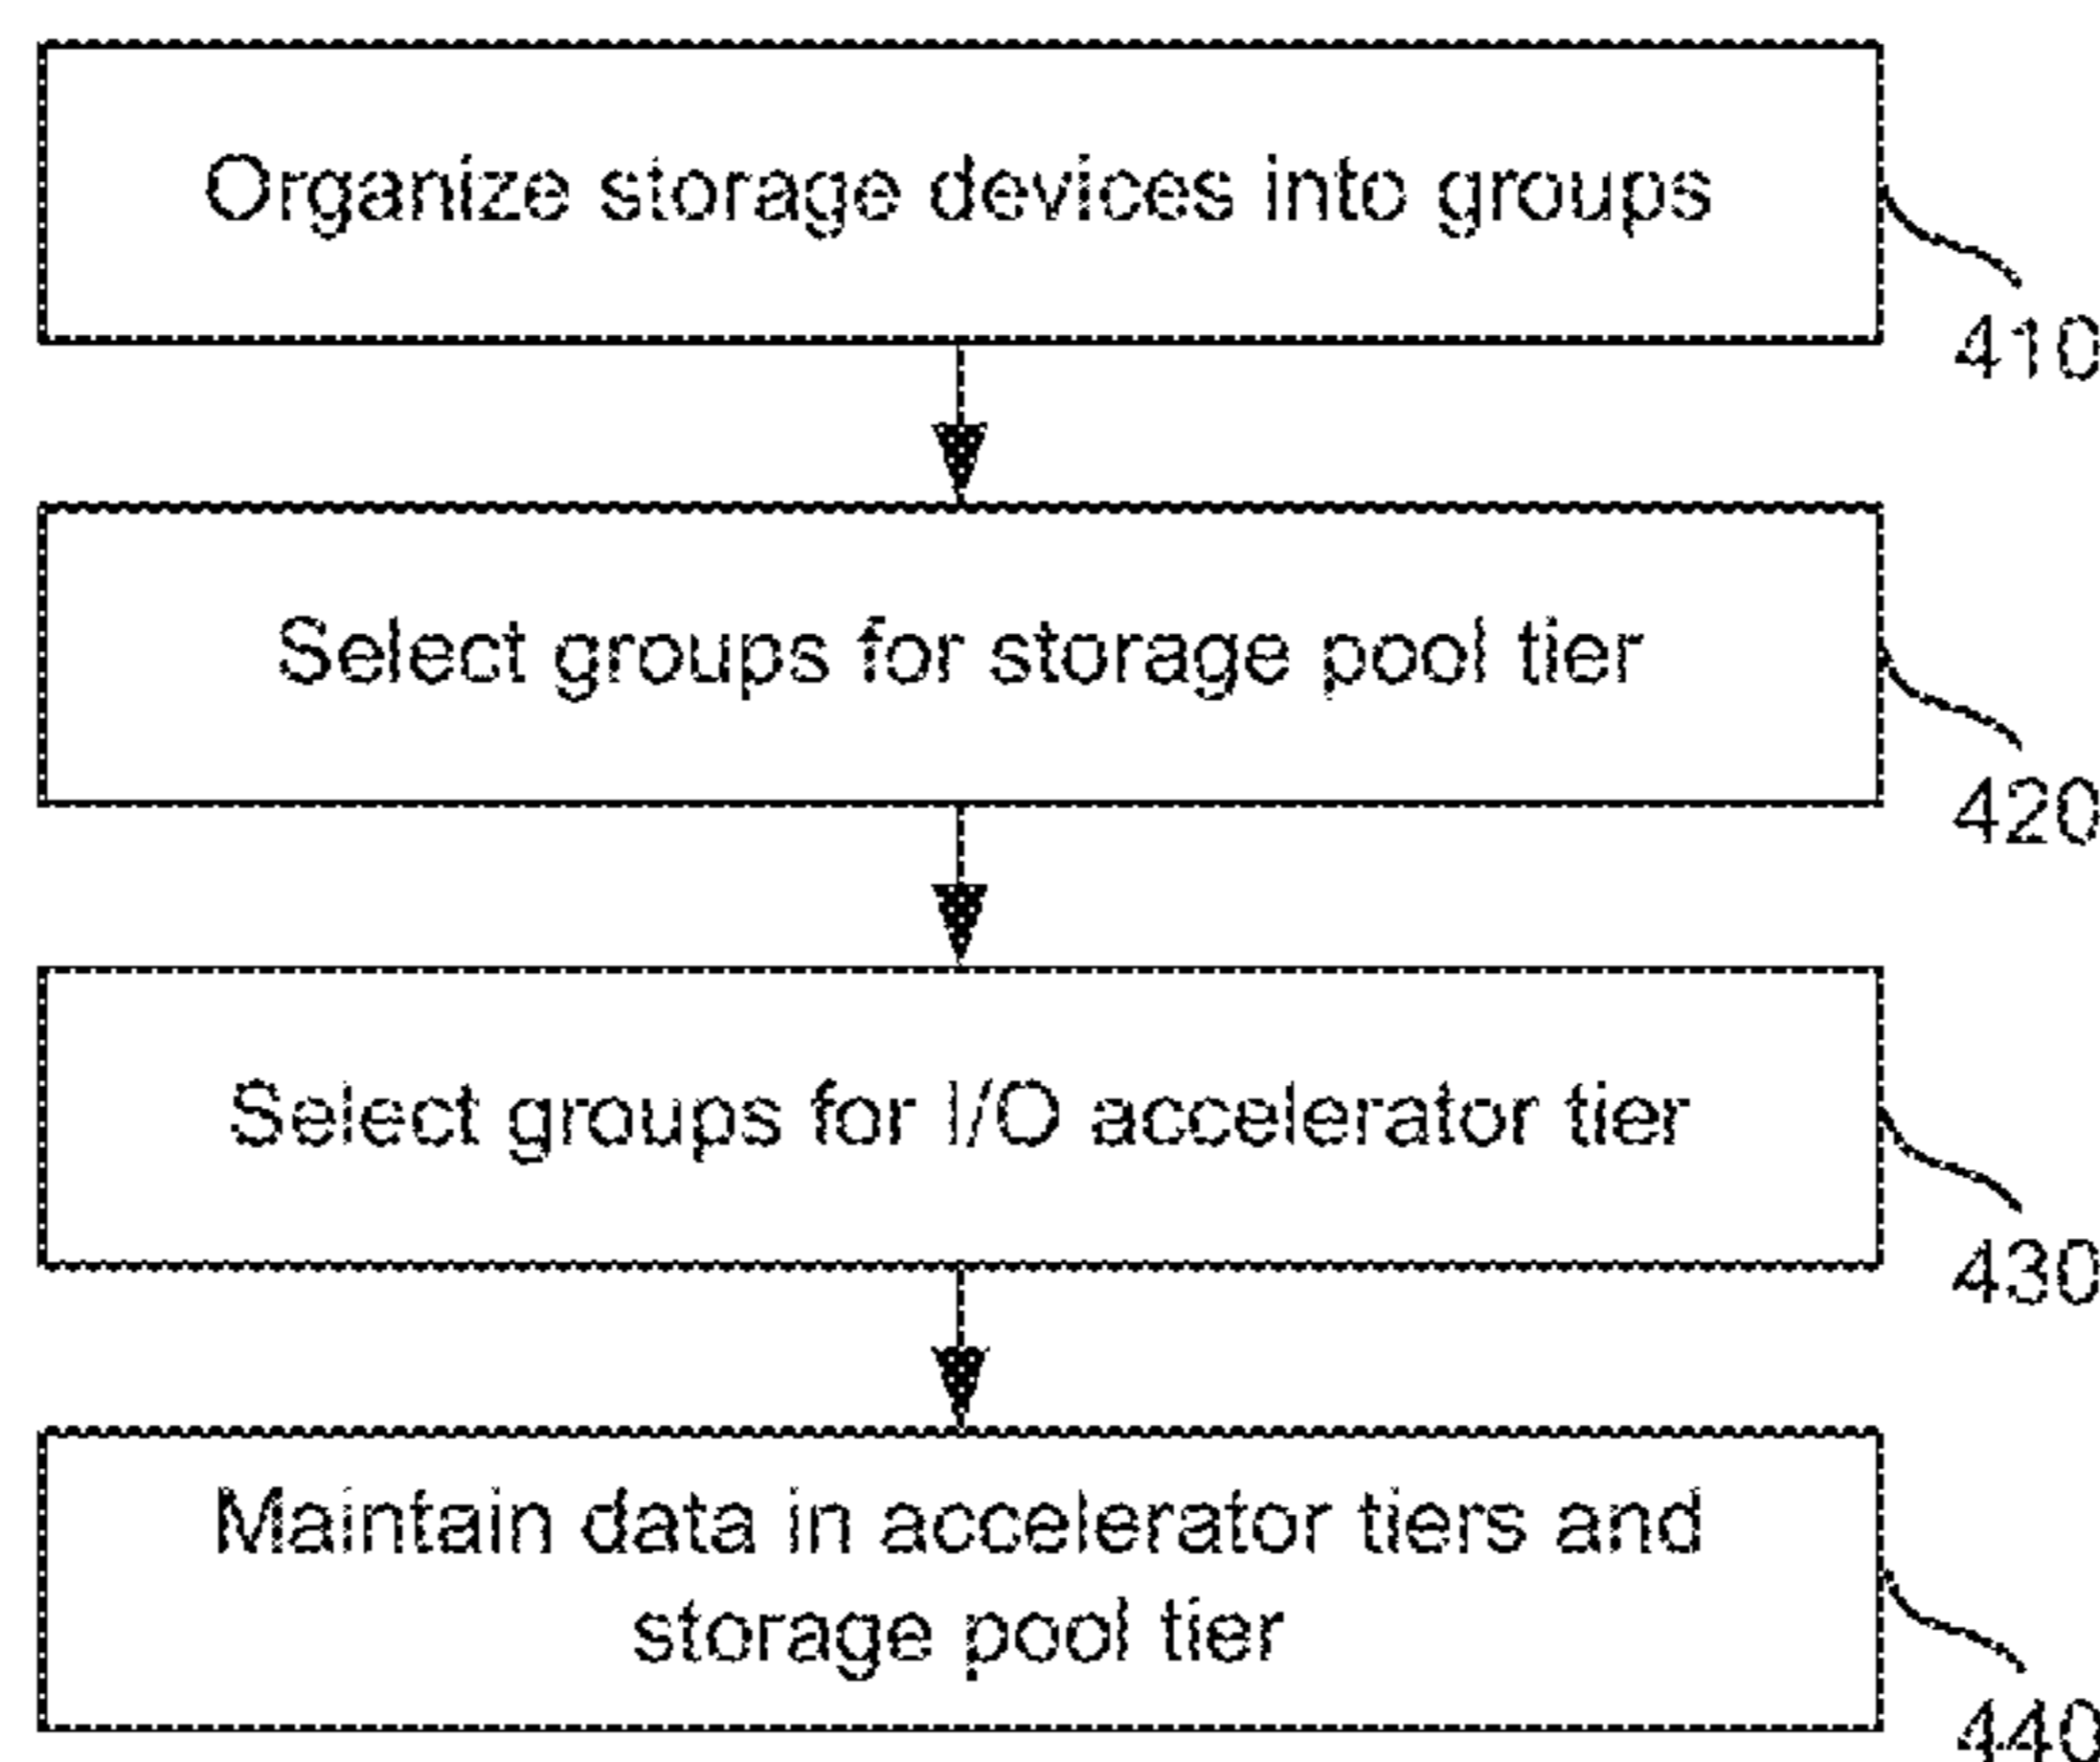 Organize storage devices into groups
410
Select groups for storage pool tier
420
Select groups for I/O accelerator tier
430
Maintain data in accelerator tiers and
storage pool tier
440